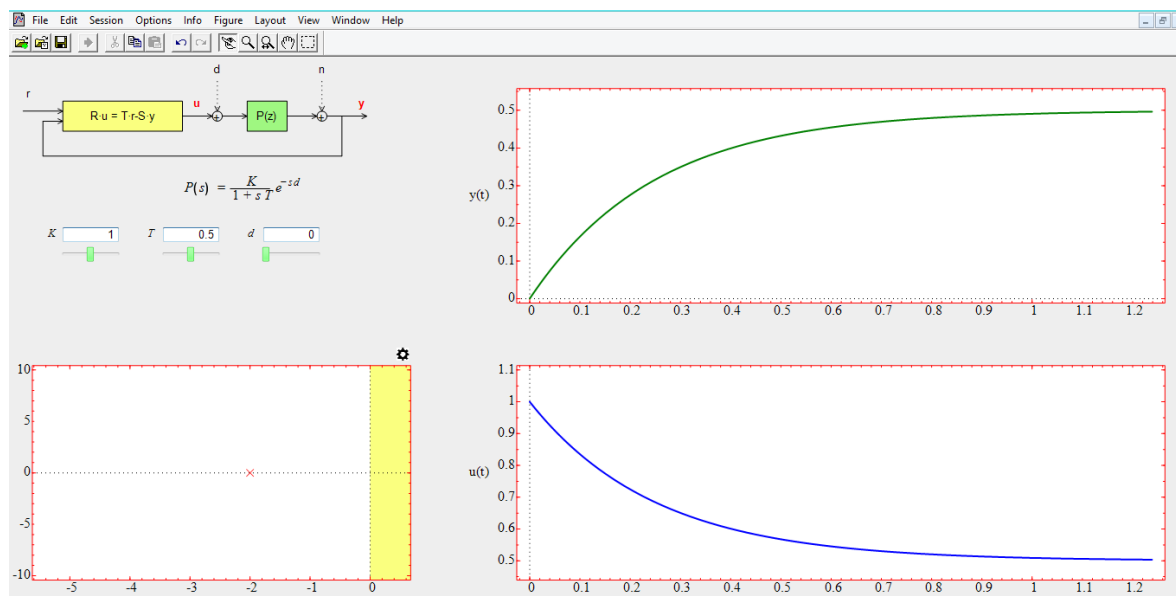 File Edit Session Options Info Figure Layout View Window Help
d n
r u y
R·u = T·r-S·y P(z)
P(s) = K / (1 + s T) e^{-sd}
K 1 T 0.5 d 0
0.5
0.4
0.3
y(t)
0.2
0.1
0
0 0.1 0.2 0.3 0.4 0.5 0.6 0.7 0.8 0.9 1 1.1 1.2
10
5
0
-5
-10
-5 -4 -3 -2 -1 0
1.1
1
0.9
0.8
u(t)
0.7
0.6
0.5
0 0.1 0.2 0.3 0.4 0.5 0.6 0.7 0.8 0.9 1 1.1 1.2